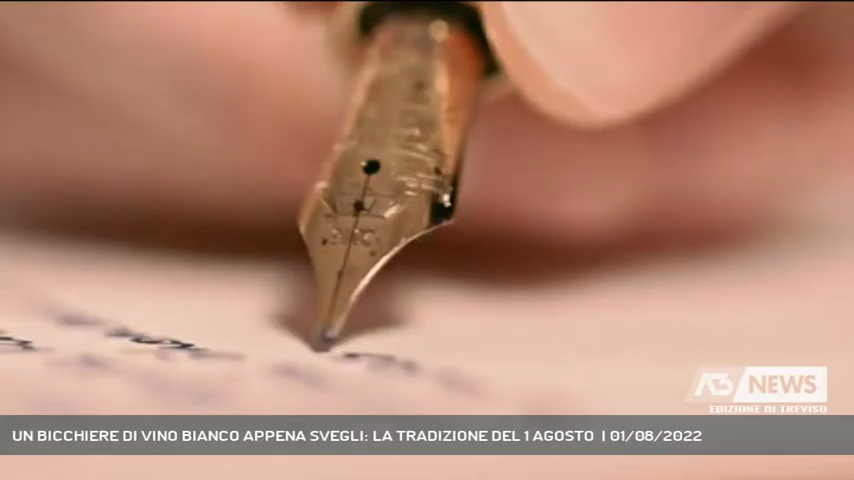 A3 NEWS
EDIZIONE DI TREVISO
UN BICCHIERE DI VINO BIANCO APPENA SVEGLI: LA TRADIZIONE DEL 1 AGOSTO | 01/08/2022